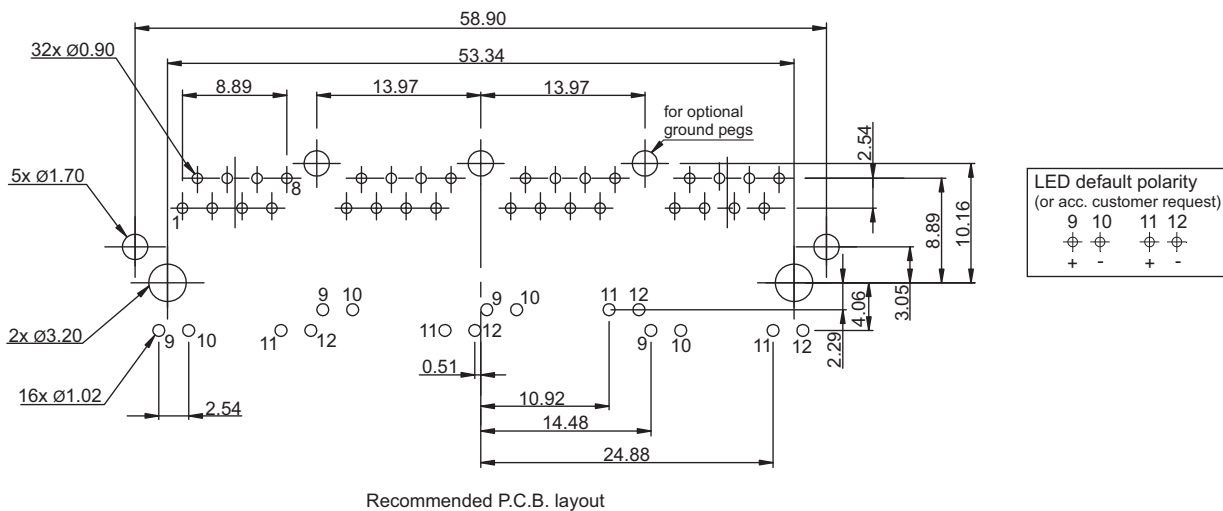 58.90
32x Ø0.90
53.34
8.89
13.97
13.97
for optional
ground pegs
2.54
5x Ø1.70
8
1
8.89
10.16
LED default polarity
(or acc. customer request)
9 10 11 12
+ - + -
2x Ø3.20
9 10
9 10
11 12
4.06
3.05
9 10
11 12
11 12
9 10
11 12
2.29
16x Ø1.02
2.54
0.51
10.92
14.48
24.88
Recommended P.C.B. layout